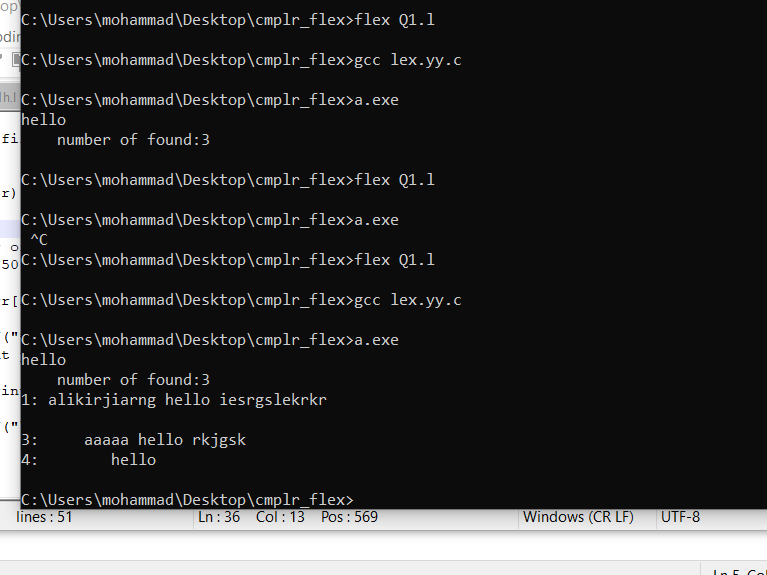 C:\Users\mohammad\Desktop\cmplr_flex>flex Q1.l
C:\Users\mohammad\Desktop\cmplr_flex>gcc lex.yy.c
C:\Users\mohammad\Desktop\cmplr_flex>a.exe
hello
    number of found:3
C:\Users\mohammad\Desktop\cmplr_flex>flex Q1.l
C:\Users\mohammad\Desktop\cmplr_flex>a.exe
 ^C
C:\Users\mohammad\Desktop\cmplr_flex>flex Q1.l
C:\Users\mohammad\Desktop\cmplr_flex>gcc lex.yy.c
C:\Users\mohammad\Desktop\cmplr_flex>a.exe
hello
    number of found:3
1: alikirjiarng hello iesrgslekrkr
3:     aaaaa hello rkjgsk
4:        hello
C:\Users\mohammad\Desktop\cmplr_flex>
lines : 51 Ln : 36 Col : 13 Pos : 569 Windows (CR LF) UTF-8